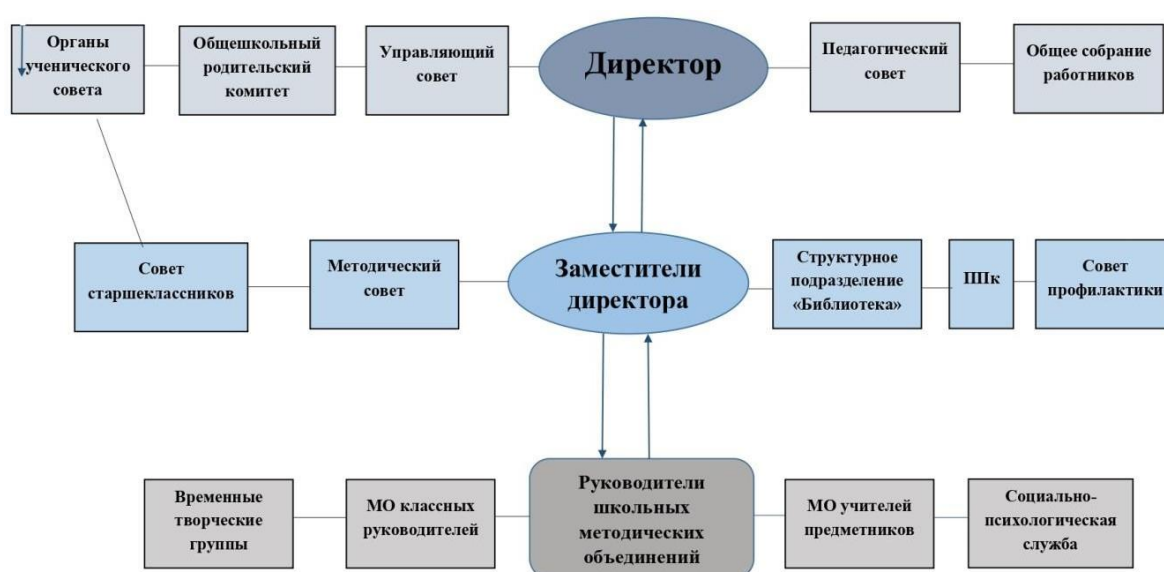 Органы
ученического
совета
Общешкольный
родительский
комитет
Управляющий
совет
Директор
Педагогический
совет
Общее собрание
работников
Совет
старшеклассников
Методический
совет
Заместители
директора
Структурное
подразделение
«Библиотека»
ППк
Совет
профилактики
Временные
творческие
группы
МО классных
руководителей
Руководители
школьных
методических
объединений
МО учителей
предметников
Социально-
психологическая
служба